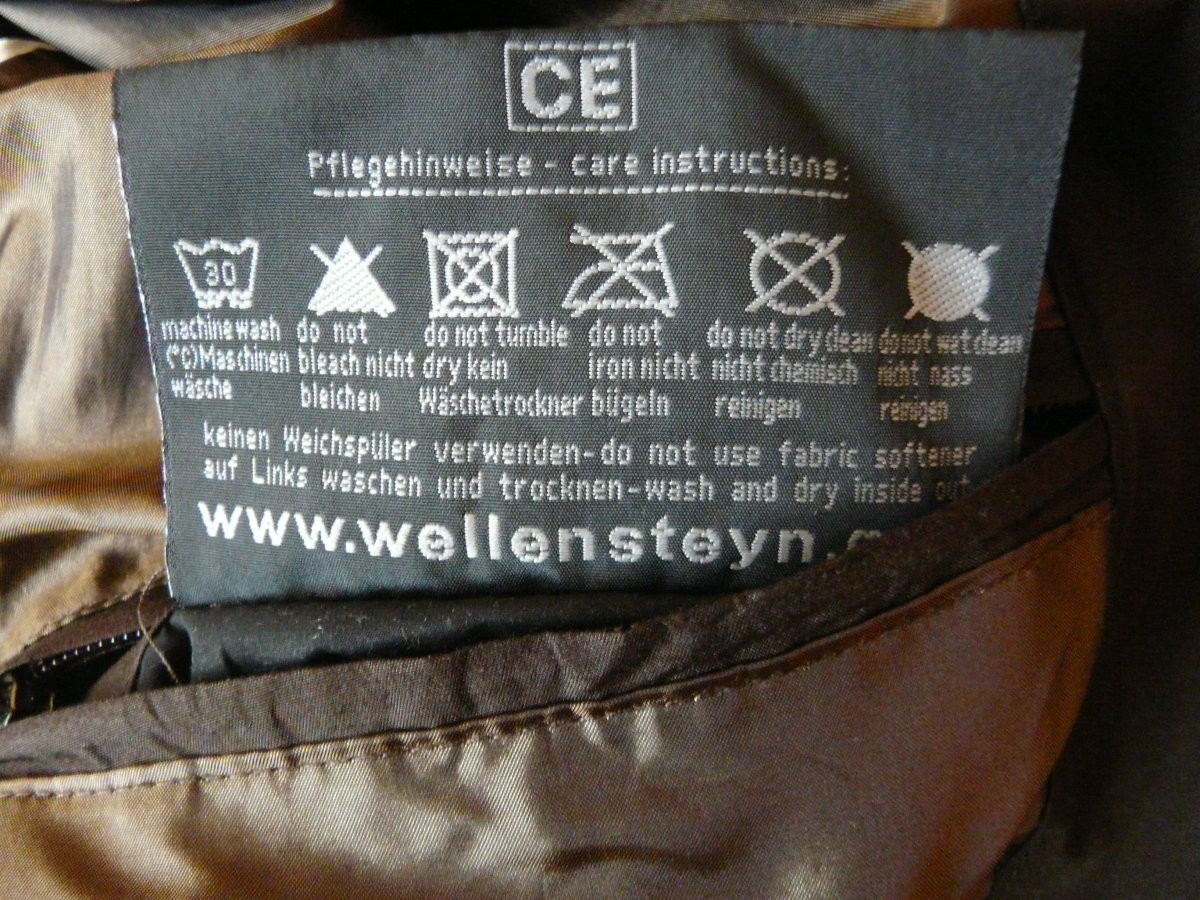 CE
Pflegehinweise - care instructions:
30
machine wash
(°C)Maschinen
wäsche
do not
bleach nicht
bleichen
do not tumble
dry kein
Wäschetrockner
do not
iron nicht
bügeln
do not dry clean
nicht chemisch
reinigen
do not wet clean
nicht nass
reinigen
keinen Weichspüler verwenden-do not use fabric softener
auf Links waschen und trocknen-wash and dry inside out
www.wellensteyn.